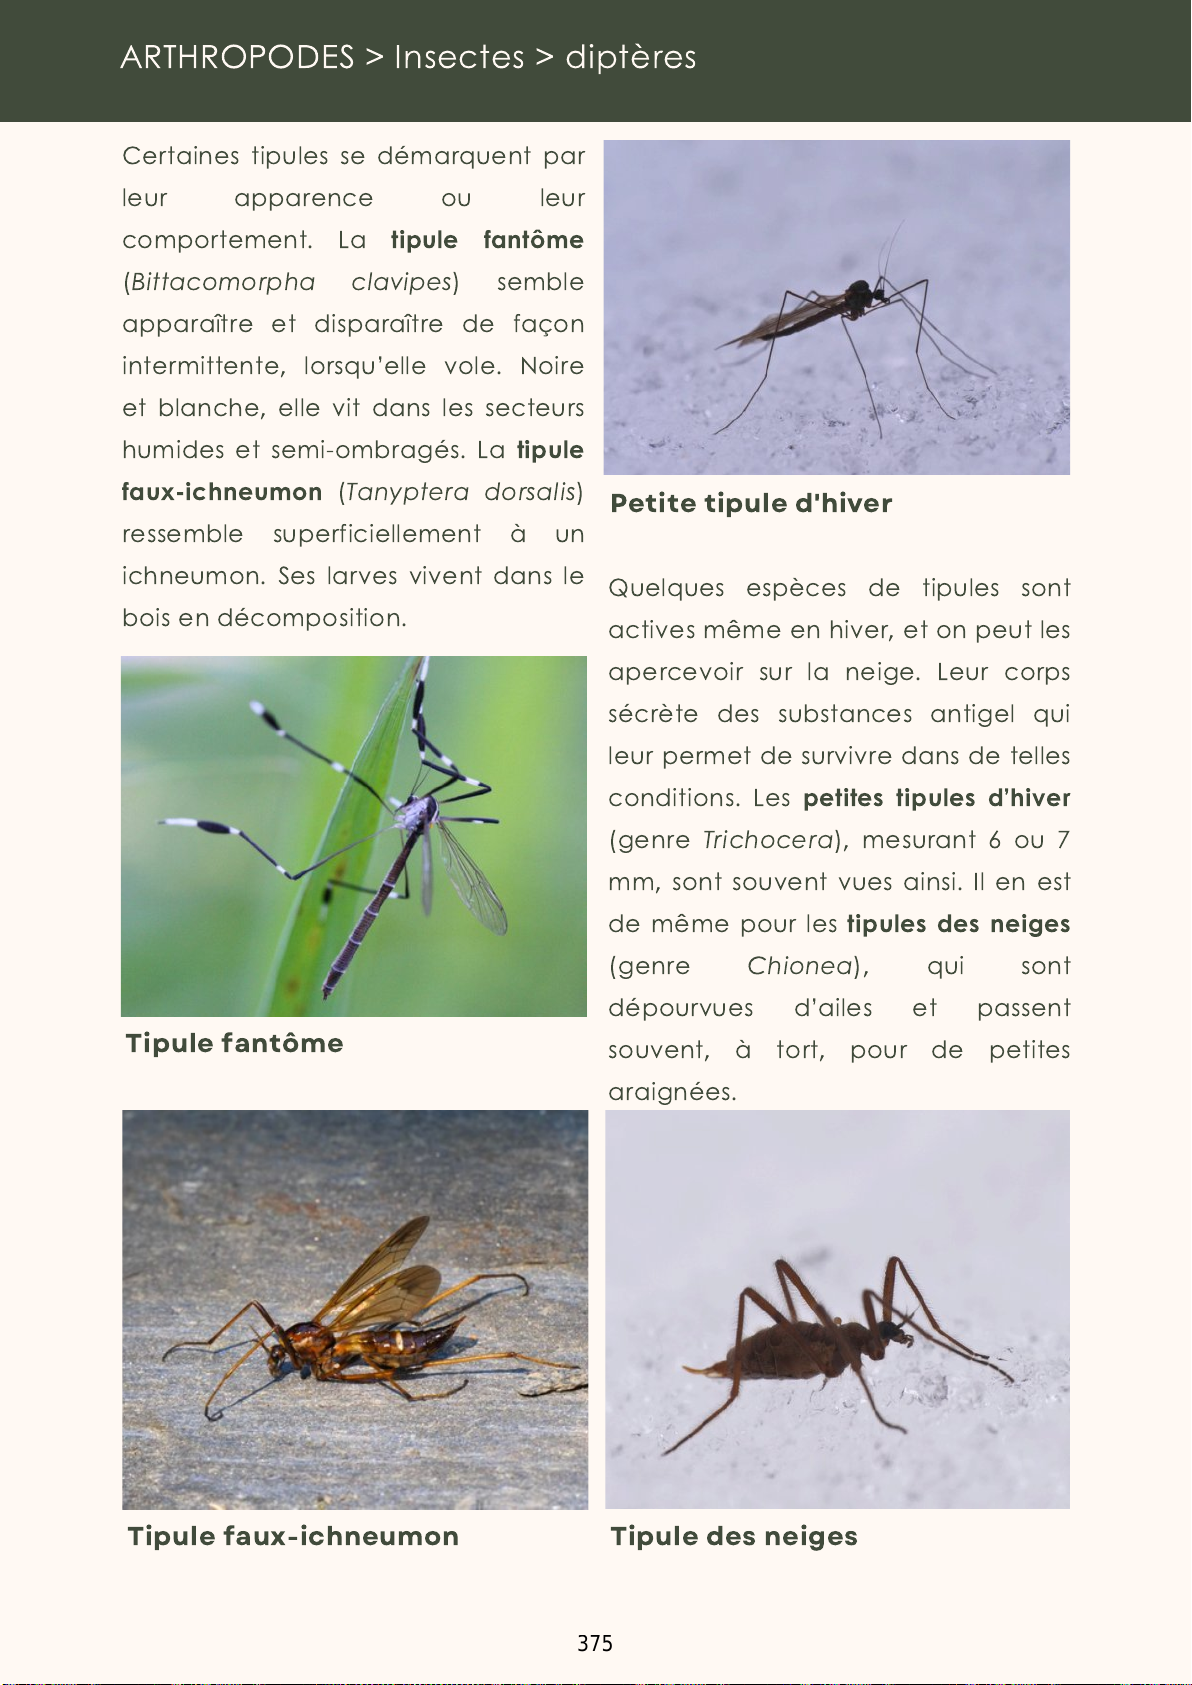 ARTHROPODES > Insectes > diptères
Certaines tipules se démarquent par
leur apparence ou leur
comportement. La tipule fantôme
(Bittacomorpha clavipes) semble
apparaître et disparaître de façon
intermittente, lorsqu'elle vole. Noire
et blanche, elle vit dans les secteurs
humides et semi-ombragés. La tipule
faux-ichneumon (Tanyptera dorsalis)
ressemble superficiellement à un
ichneumon. Ses larves vivent dans le
bois en décomposition.
Tipule fantôme
Tipule faux-ichneumon
Petite tipule d'hiver
Quelques espèces de tipules sont
actives même en hiver, et on peut les
apercevoir sur la neige. Leur corps
sécrète des substances antigel qui
leur permet de survivre dans de telles
conditions. Les petites tipules d'hiver
(genre Trichocera), mesurant 6 ou 7
mm, sont souvent vues ainsi. Il en est
de même pour les tipules des neiges
(genre Chionea), qui sont
dépourvues d'ailes et passent
souvent, à tort, pour de petites
araignées.
Tipule des neiges
375